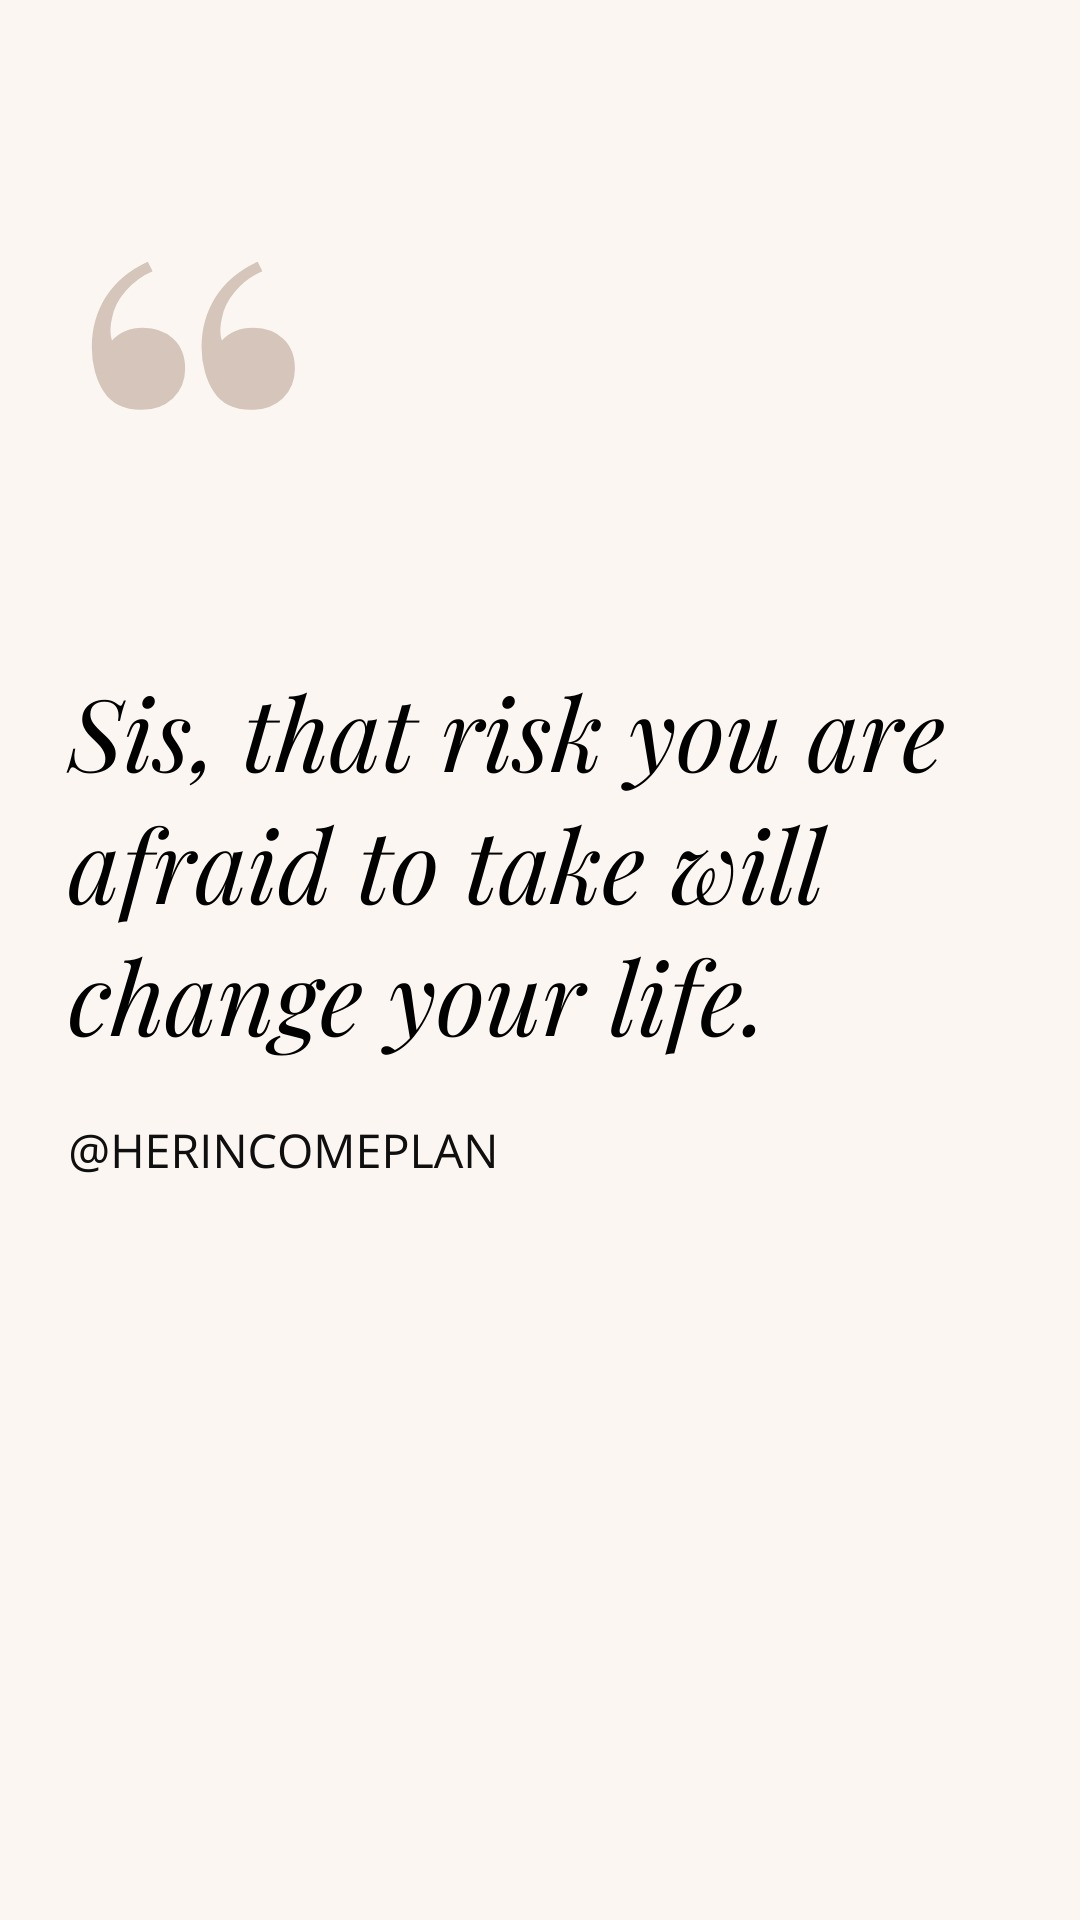 “
Sis, that risk you are
afraid to take will
change your life.
@HERINCOMEPLAN